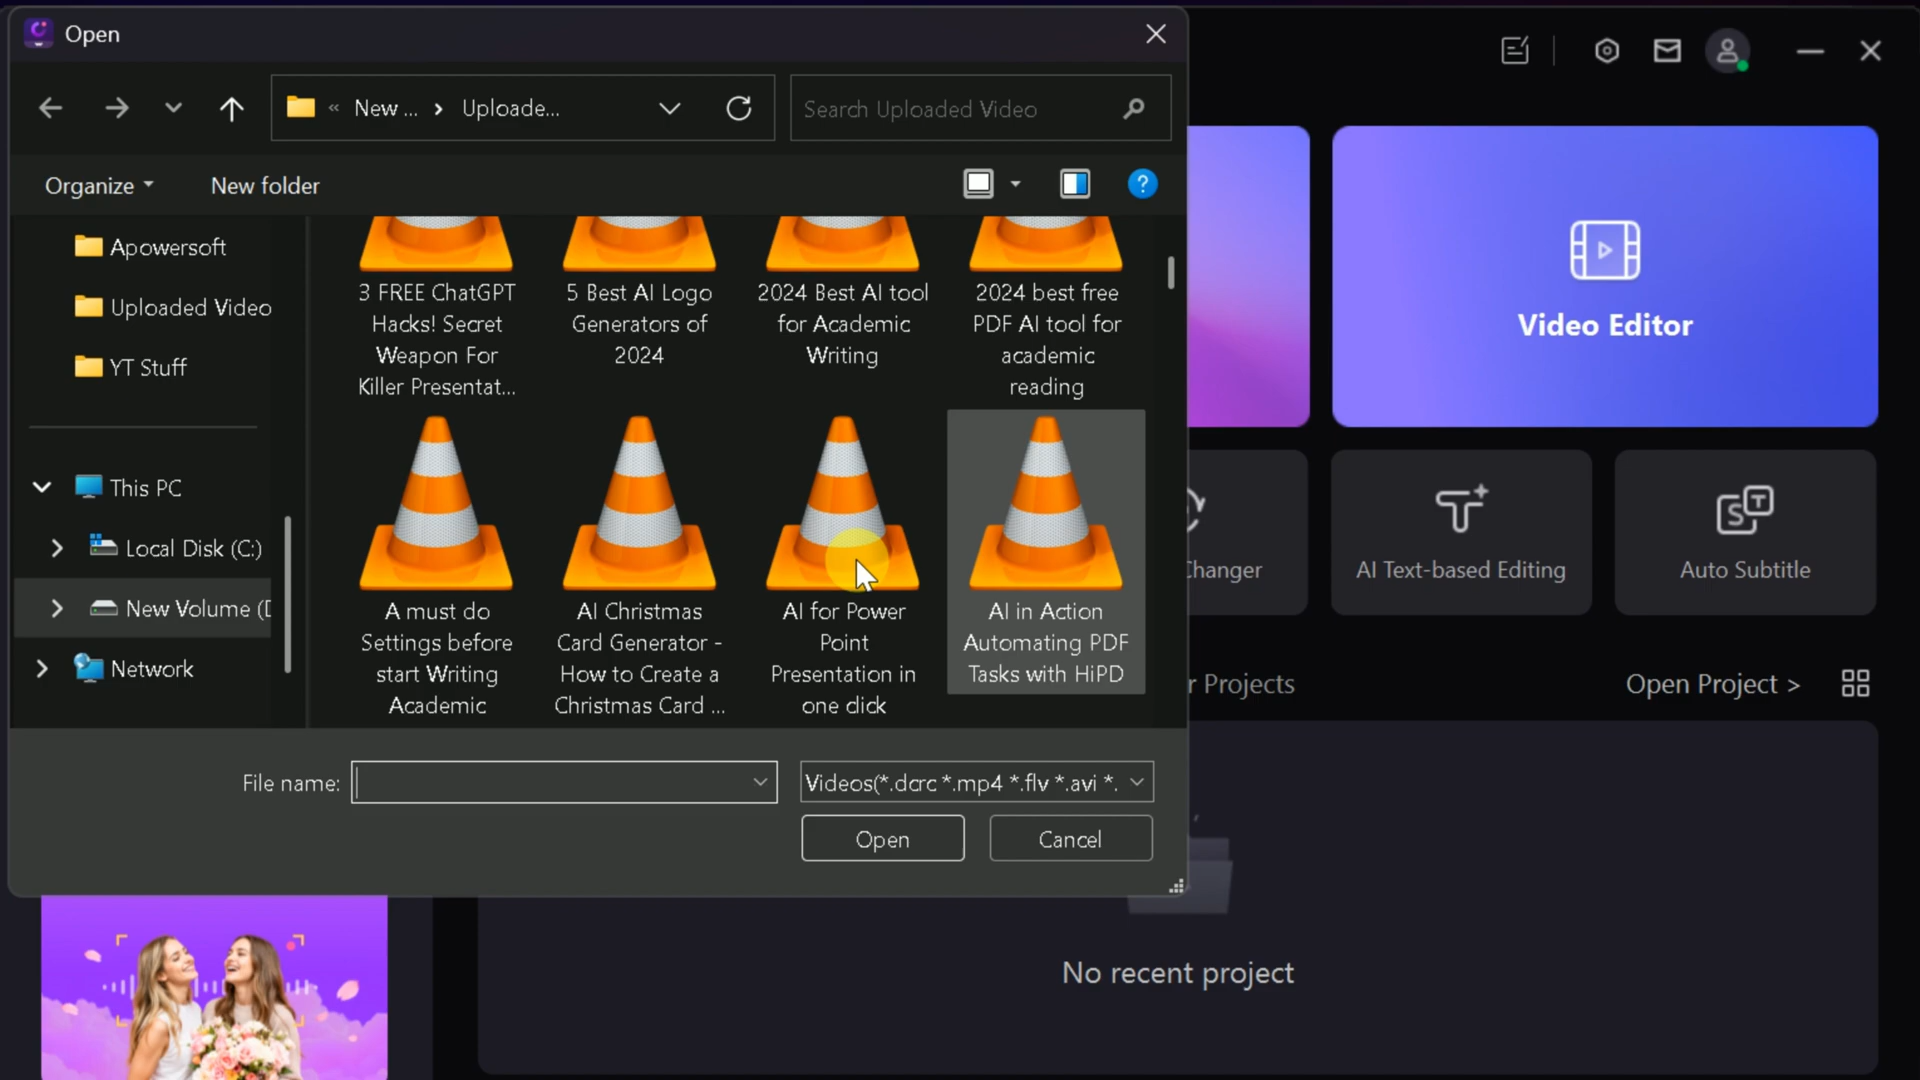 Open
New ...
Uploade...
Search Uploaded Video
Organize
New folder
Apowersoft
Uploaded Video
YT Stuff
This PC
Local Disk (C:)
New Volume (D
Network
3 FREE ChatGPT
Hacks! Secret
Weapon For
Killer Presentat...
5 Best AI Logo
Generators of
2024
2024 Best AI tool
for Academic
Writing
2024 best free
PDF AI tool for
academic
reading
A must do
Settings before
start Writing
Academic
AI Christmas
Card Generator -
How to Create a
Christmas Card ...
AI for Power
Point
Presentation in
one click
AI in Action
Automating PDF
Tasks with HiPD
File name:
Videos(*.dcrc *.mp4 *.flv *.avi *.
Open
Cancel
Video Editor
Changer
AI Text-based Editing
Auto Subtitle
r Projects
Open Project >
No recent project